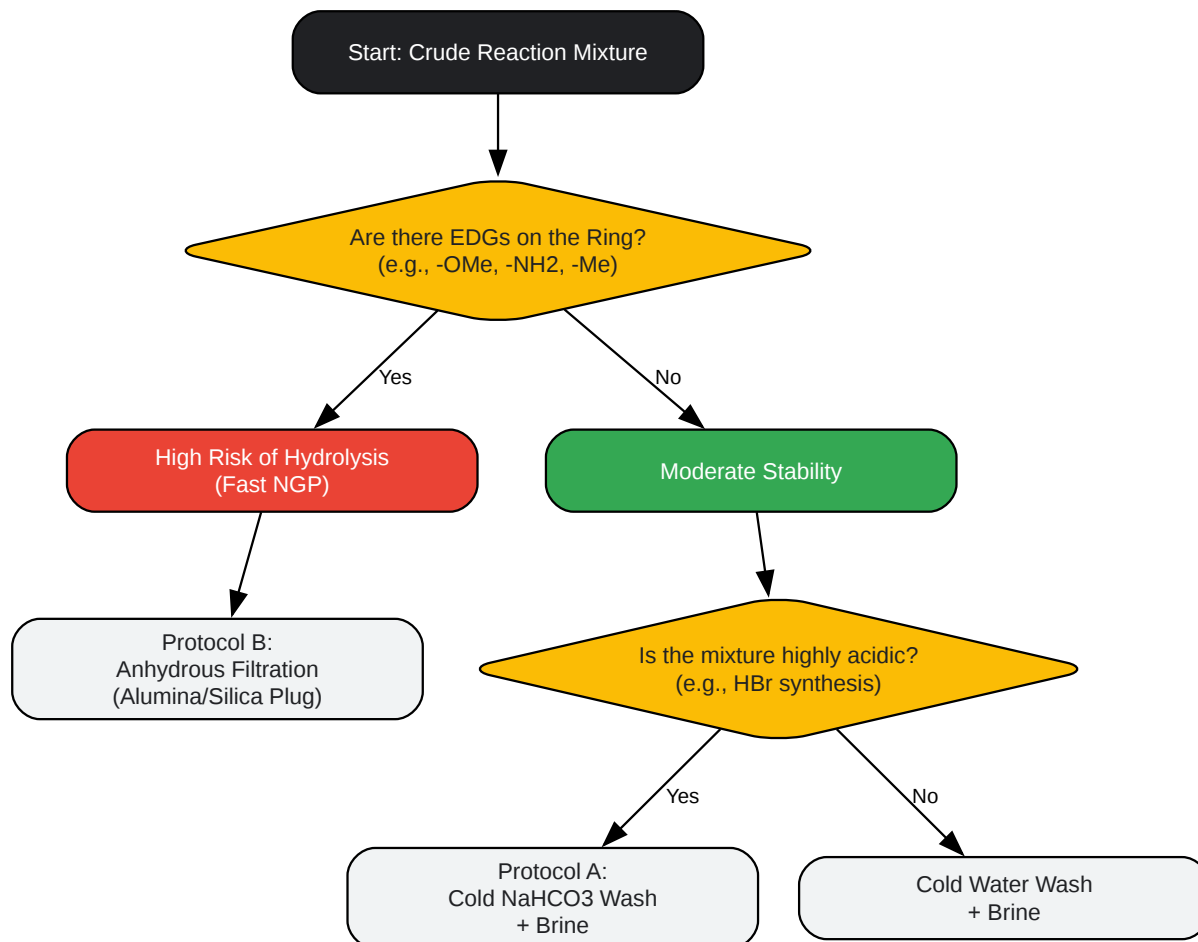 Start: Crude Reaction Mixture
Are there EDGs on the Ring?
(e.g., -OMe, -NH2, -Me)
Yes
No
High Risk of Hydrolysis
(Fast NGP)
Moderate Stability
Protocol B:
Anhydrous Filtration
(Alumina/Silica Plug)
Is the mixture highly acidic?
(e.g., HBr synthesis)
Yes
No
Protocol A:
Cold NaHCO3 Wash
+ Brine
Cold Water Wash
+ Brine